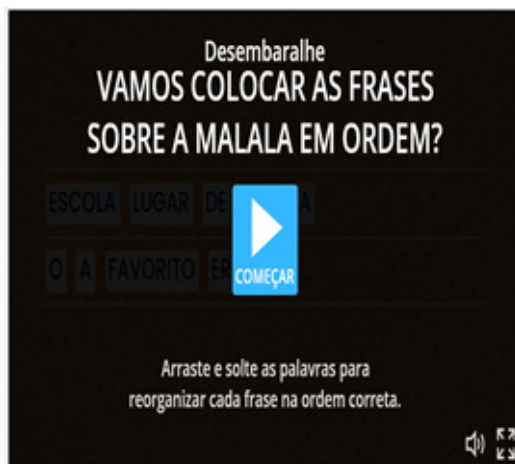 Desembaralhe
VAMOS COLOCAR AS FRASES
SOBRE A MALALA EM ORDEM?
ESCOLA LUGAR DE A
O A FAVORITO
COMEÇAR
Arraste e solte as palavras para
reorganizar cada frase na ordem correta.